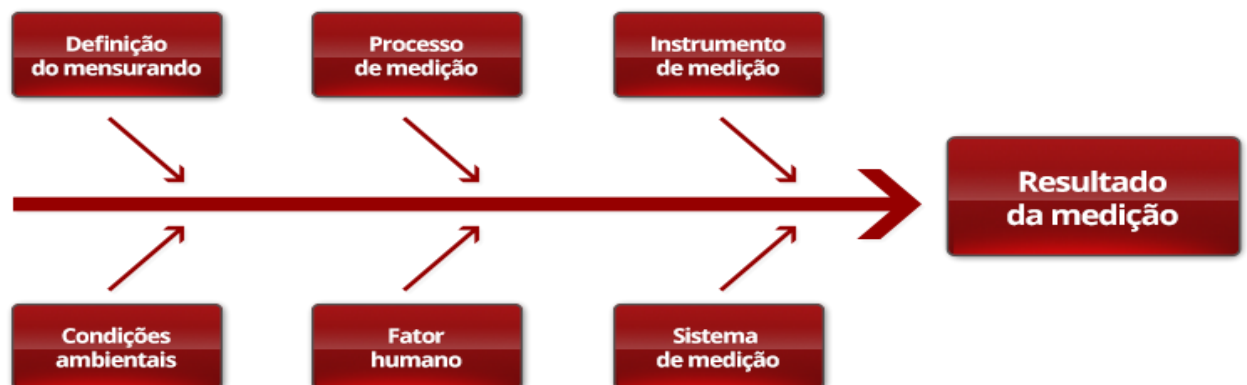 Definição
do mensurando
Processo
de medição
Instrumento
de medição
Resultado
da medição
Condições
ambientais
Fator
humano
Sistema
de medição